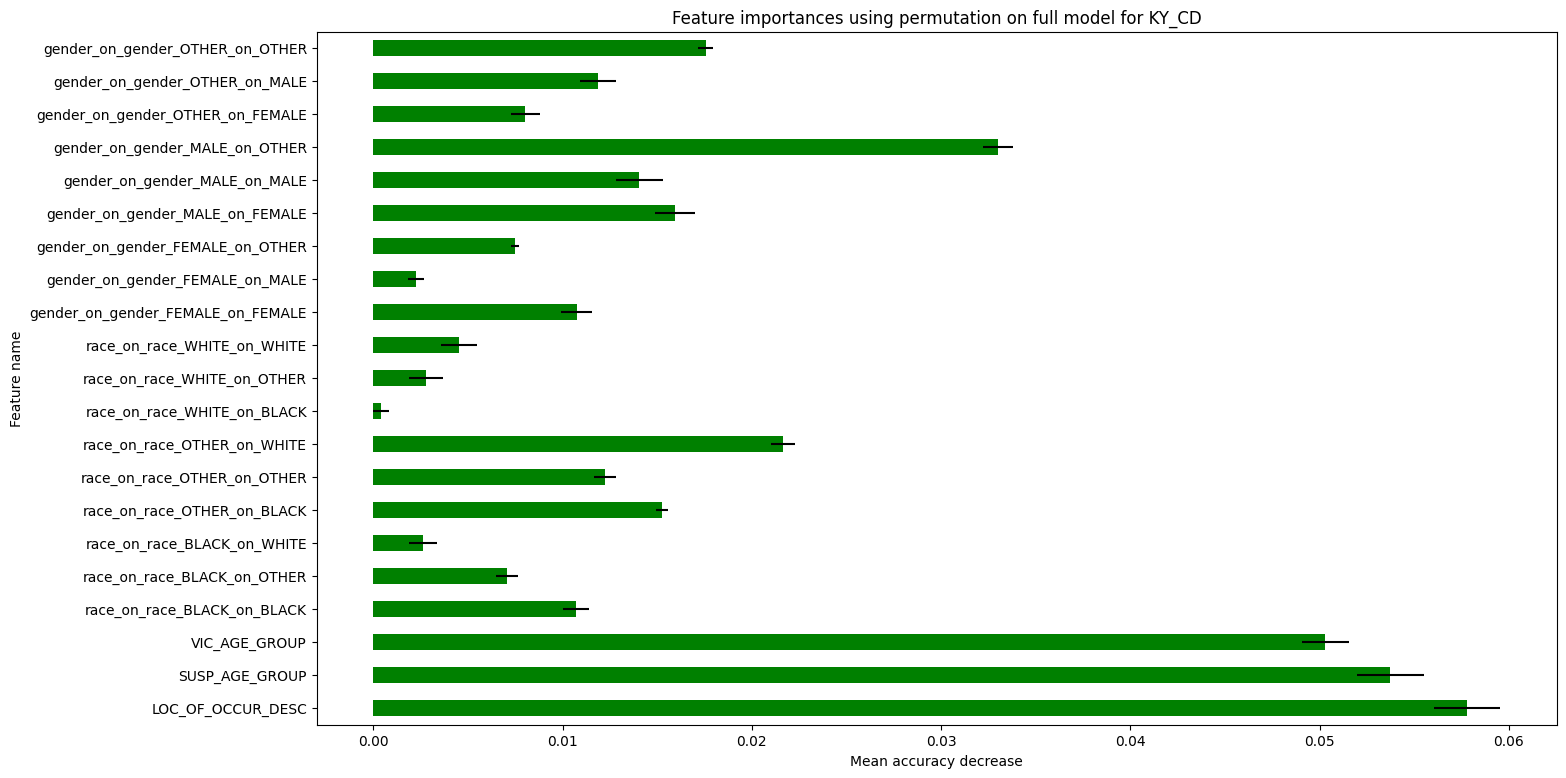 Feature importances using permutation on full model for KY_CD
Feature name
gender_on_gender_OTHER_on_OTHER
gender_on_gender_OTHER_on_MALE
gender_on_gender_OTHER_on_FEMALE
gender_on_gender_MALE_on_OTHER
gender_on_gender_MALE_on_MALE
gender_on_gender_MALE_on_FEMALE
gender_on_gender_FEMALE_on_OTHER
gender_on_gender_FEMALE_on_MALE
gender_on_gender_FEMALE_on_FEMALE
race_on_race_WHITE_on_WHITE
race_on_race_WHITE_on_OTHER
race_on_race_WHITE_on_BLACK
race_on_race_OTHER_on_WHITE
race_on_race_OTHER_on_OTHER
race_on_race_OTHER_on_BLACK
race_on_race_BLACK_on_WHITE
race_on_race_BLACK_on_OTHER
race_on_race_BLACK_on_BLACK
VIC_AGE_GROUP
SUSP_AGE_GROUP
LOC_OF_OCCUR_DESC
0.00 0.01 0.02 0.03 0.04 0.05 0.06
Mean accuracy decrease